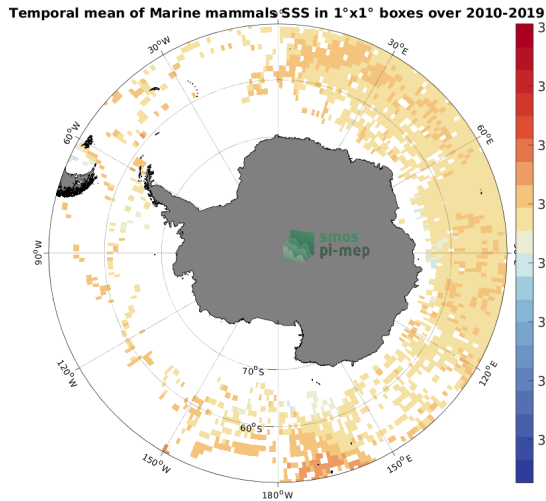 Temporal mean of Marine mammals SSS in 1°x1° boxes over 2010-2019
30°W
30°E
3
60°W
60°E
3
3
smos
pi-mep
90°W
3
3
70°S
120°W
120°E
3
60°S
150°W
150°E
3
180°W